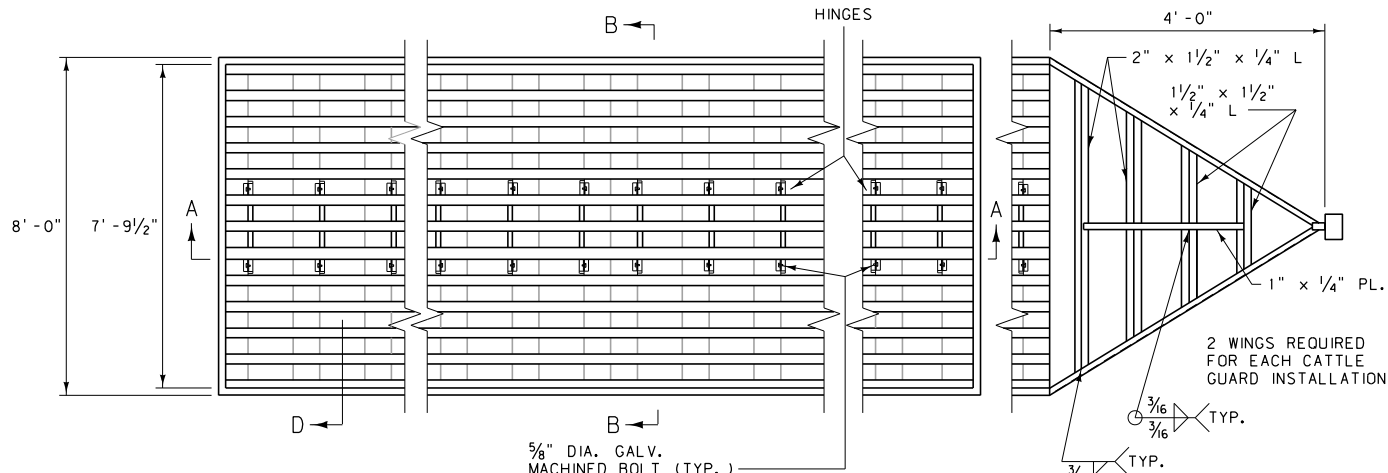 HINGES
4'-0"
B
2" x 1½" x ¼" L
1½" x 1½"
x ¼" L
A
A
8'-0"
7'-9½"
1" x ¼" PL.
2 WINGS REQUIRED
FOR EACH CATTLE
GUARD INSTALLATION
D
B
3/16
3/16
TYP.
5/8" DIA. GALV.
MACHINED BOLT (TYP.)
TYP.